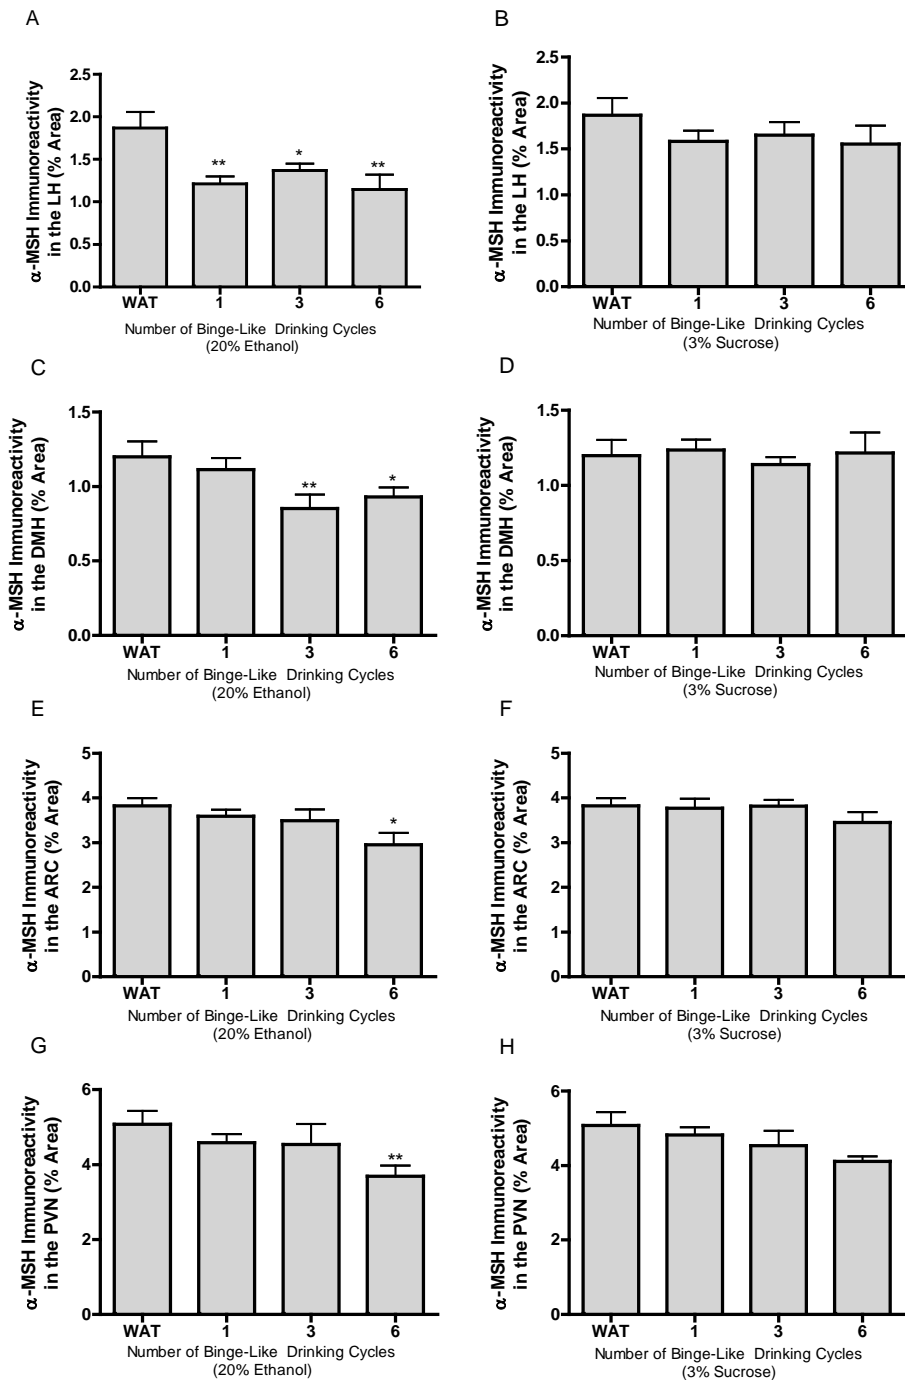 A
α-MSH Immunoreactivity
in the LH (% Area)
2.5
2.0
1.5
1.0
0.5
0.0
**
*
**
WAT 1 3 6
Number of Binge-Like Drinking Cycles
(20% Ethanol)
B
α-MSH Immunoreactivity
in the LH (% Area)
2.5
2.0
1.5
1.0
0.5
0.0
WAT 1 3 6
Number of Binge-Like Drinking Cycles
(3% Sucrose)
C
α-MSH Immunoreactivity
in the DMH (% Area)
1.5
1.0
0.5
0.0
**
*
WAT 1 3 6
Number of Binge-Like Drinking Cycles
(20% Ethanol)
D
α-MSH Immunoreactivity
in the DMH (% Area)
1.5
1.0
0.5
0.0
WAT 1 3 6
Number of Binge-Like Drinking Cycles
(3% Sucrose)
E
α-MSH Immunoreactivity
in the ARC (% Area)
5
4
3
2
1
0
*
WAT 1 3 6
Number of Binge-Like Drinking Cycles
(20% Ethanol)
F
α-MSH Immunoreactivity
in the ARC (% Area)
5
4
3
2
1
0
WAT 1 3 6
Number of Binge-Like Drinking Cycles
(3% Sucrose)
G
α-MSH Immunoreactivity
in the PVN (% Area)
6
4
2
0
**
WAT 1 3 6
Number of Binge-Like Drinking Cycles
(20% Ethanol)
H
α-MSH Immunoreactivity
in the PVN (% Area)
6
4
2
0
WAT 1 3 6
Number of Binge-Like Drinking Cycles
(3% Sucrose)